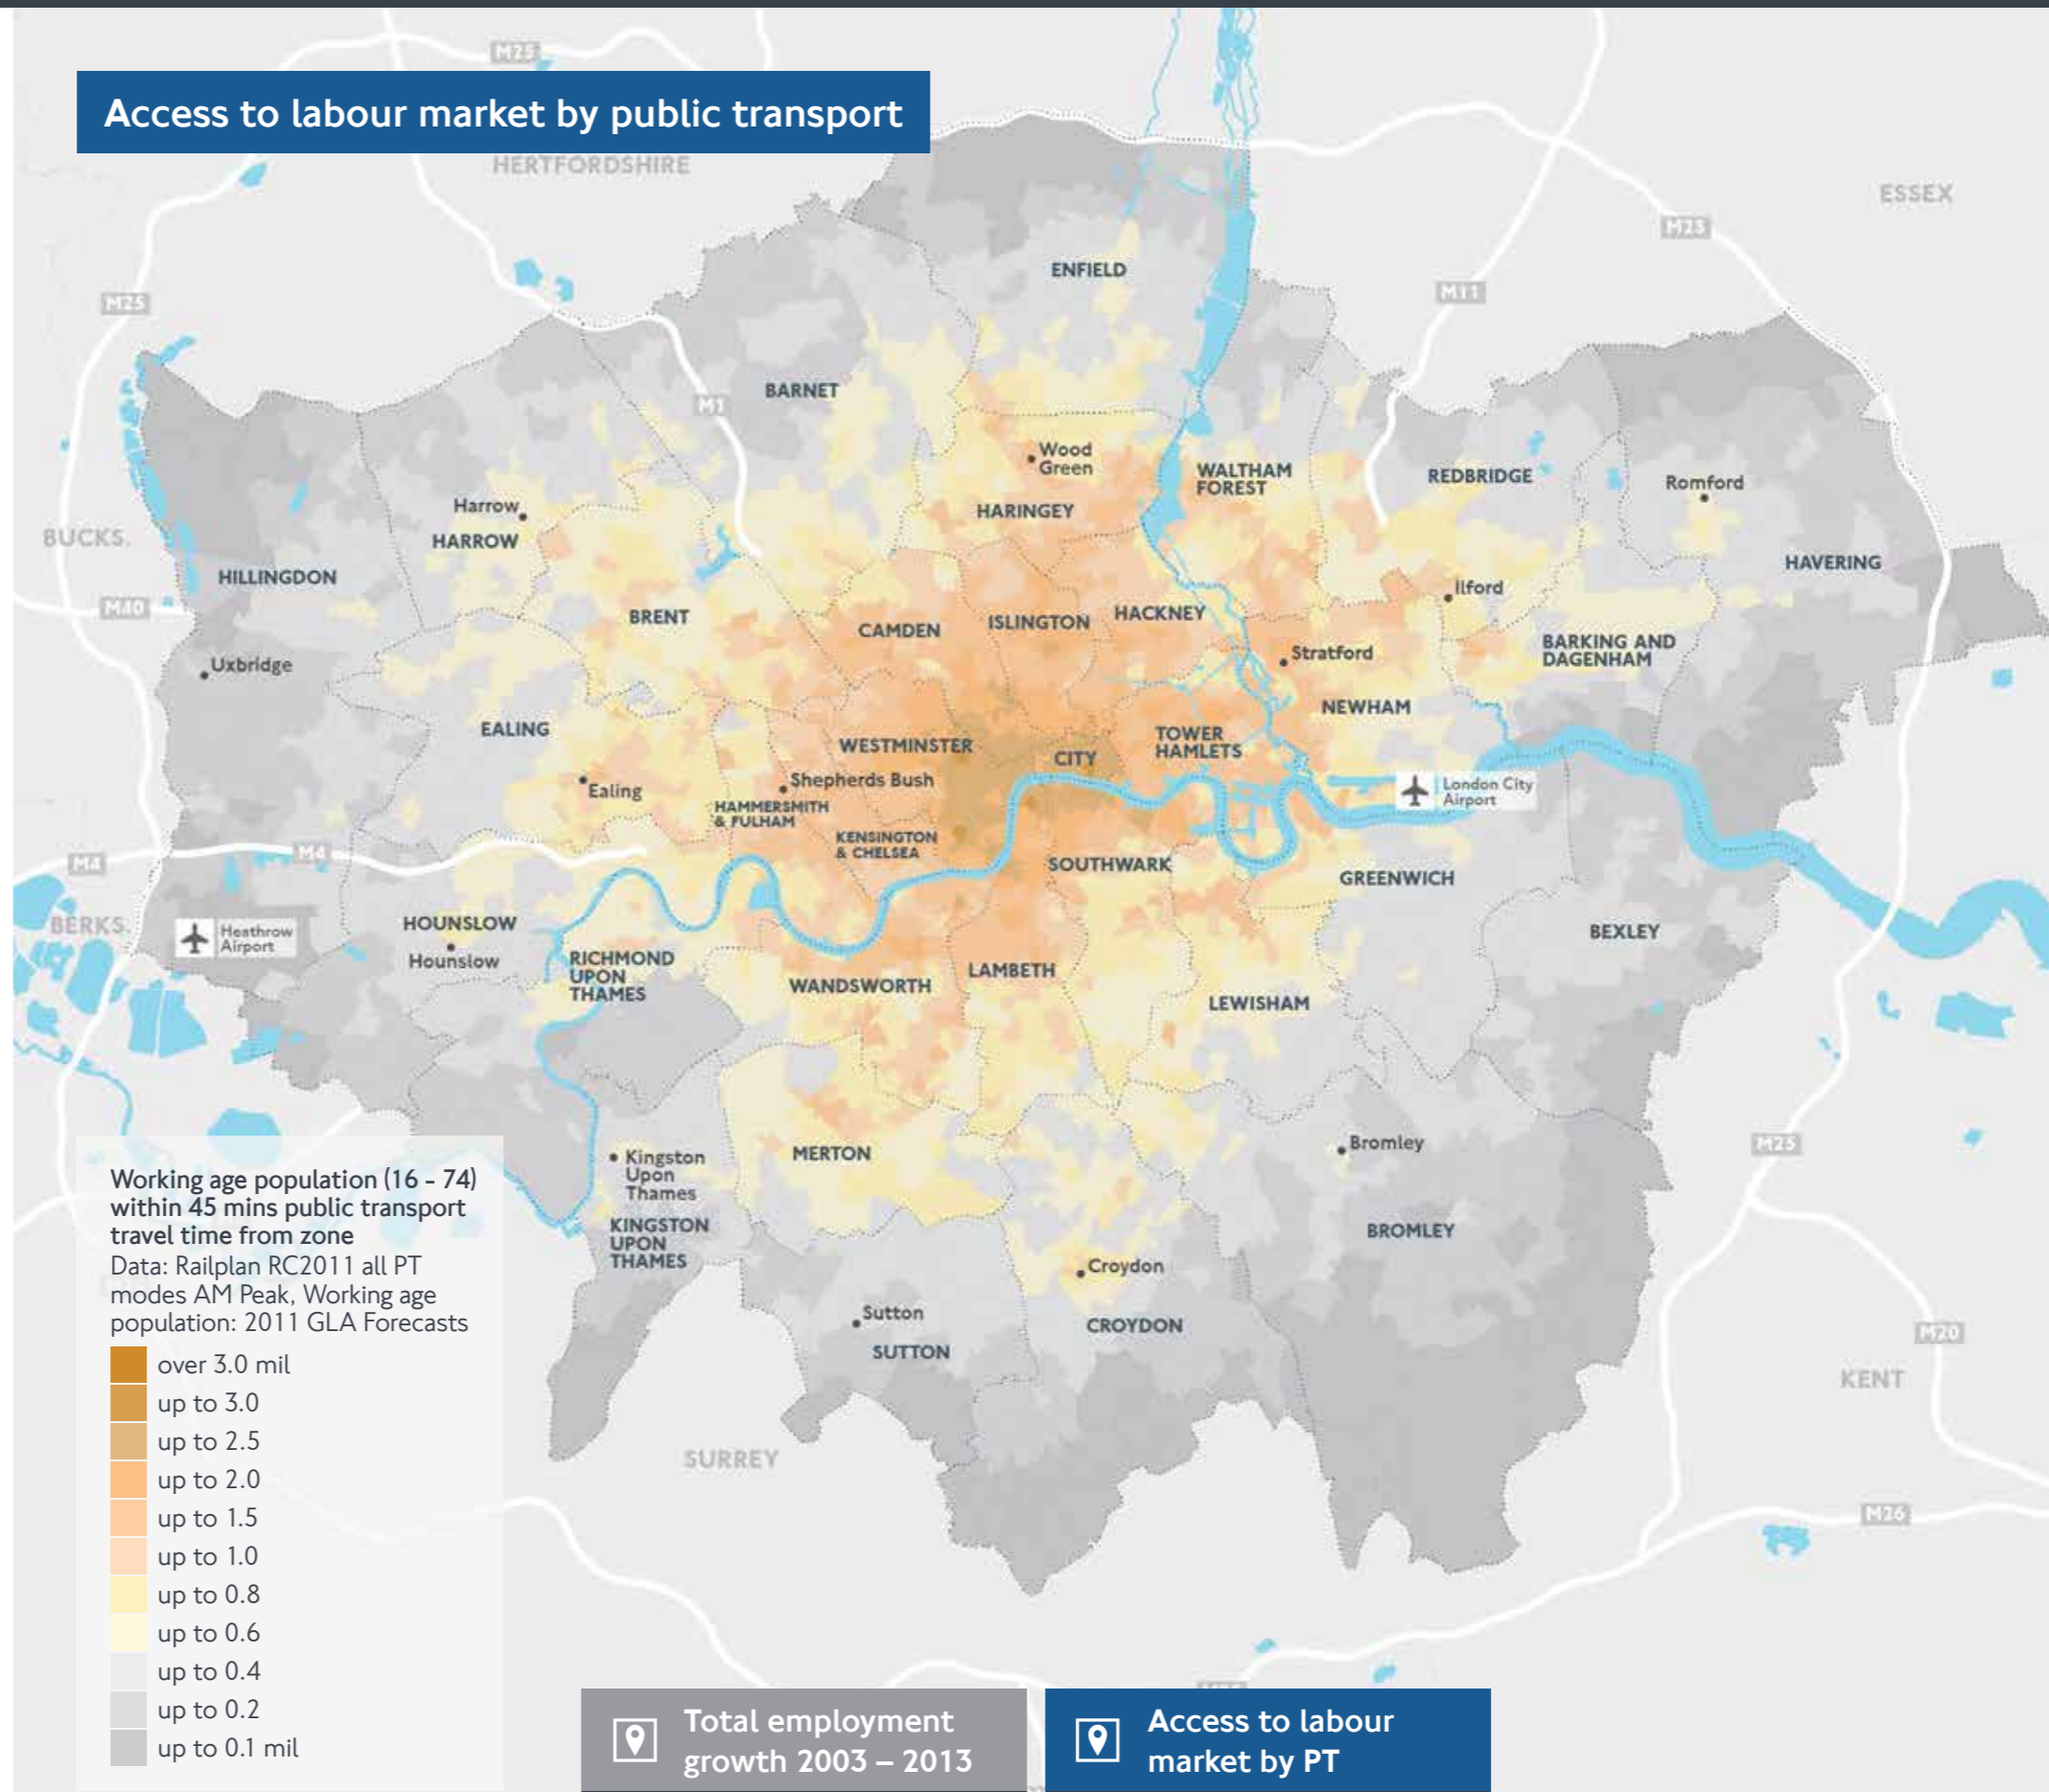 M25
Access to labour market by public transport
HERTFORDSHIRE
ESSEX
M25
ENFIELD
M25
M11
BARNET
M1
Wood
Green
WALTHAM
FOREST
REDBRIDGE
Romford
Harrow
HARINGEY
BUCKS.
HARROW
HILLINGDON
HAVERING
M40
Ilford
BRENT
CAMDEN
ISLINGTON
HACKNEY
BARKING AND
DAGENHAM
Uxbridge
Stratford
NEWHAM
EALING
WESTMINSTER
CITY
TOWER
HAMLETS
Shepherds Bush
Ealing
London City
Airport
HAMMERSMITH
& FULHAM
KENSINGTON
& CHELSEA
M4
M4
SOUTHWARK
GREENWICH
BERKS.
Heathrow
Airport
HOUNSLOW
Hounslow
BEXLEY
RICHMOND
UPON
THAMES
WANDSWORTH
LAMBETH
LEWISHAM
Kingston
Upon
Thames
MERTON
Bromley
M25
KINGSTON
UPON
THAMES
BROMLEY
Croydon
Sutton
SUTTON
CROYDON
M20
KENT
SURREY
M26
Working age population (16 - 74)
within 45 mins public transport
travel time from zone
Data: Railplan RC2011 all PT
modes AM Peak, Working age
population: 2011 GLA Forecasts
over 3.0 mil
up to 3.0
up to 2.5
up to 2.0
up to 1.5
up to 1.0
up to 0.8
up to 0.6
up to 0.4
up to 0.2
up to 0.1 mil
Total employment
growth 2003 – 2013
Access to labour
market by PT